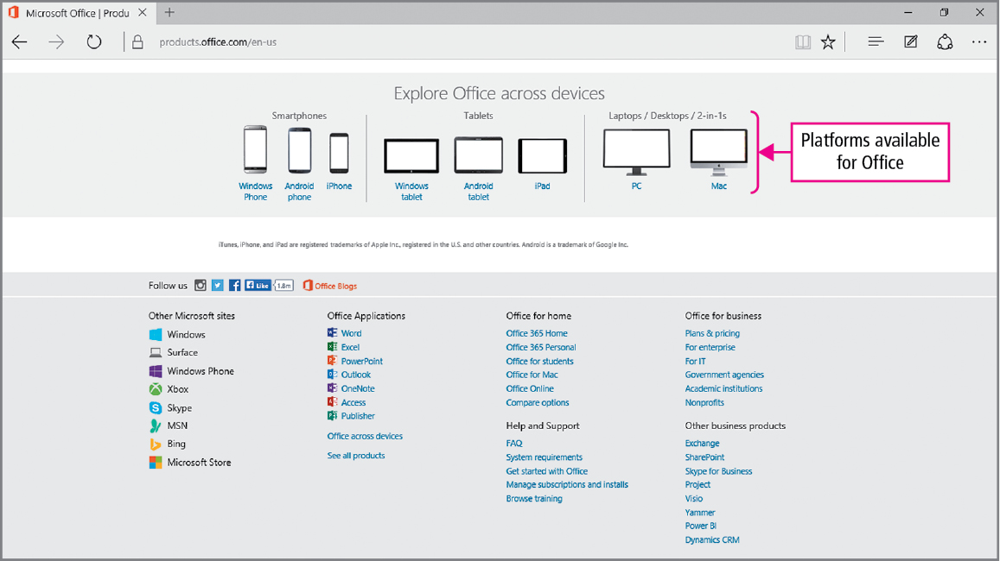 Microsoft Office | Produ
products.office.com/en-us
Explore Office across devices
Smartphones
Tablets
Laptops / Desktops / 2-in-1s
Windows
Phone
Android
phone
iPhone
Windows
tablet
Android
tablet
iPad
PC
Mac
Platforms available
for Office
iTunes, iPhone, and iPad are registered trademarks of Apple Inc., registered in the U.S. and other countries. Android is a trademark of Google Inc.
Follow us
Like
1.8m
Office Blogs
Other Microsoft sites
Windows
Surface
Windows Phone
Xbox
Skype
MSN
Bing
Microsoft Store
Office Applications
Word
Excel
PowerPoint
Outlook
OneNote
Access
Publisher
Office across devices
See all products
Office for home
Office 365 Home
Office 365 Personal
Office for students
Office for Mac
Office Online
Compare options
Help and Support
FAQ
System requirements
Get started with Office
Manage subscriptions and installs
Browse training
Office for business
Plans & pricing
For enterprise
For IT
Government agencies
Academic institutions
Nonprofits
Other business products
Exchange
SharePoint
Skype for Business
Project
Visio
Yammer
Power BI
Dynamics CRM